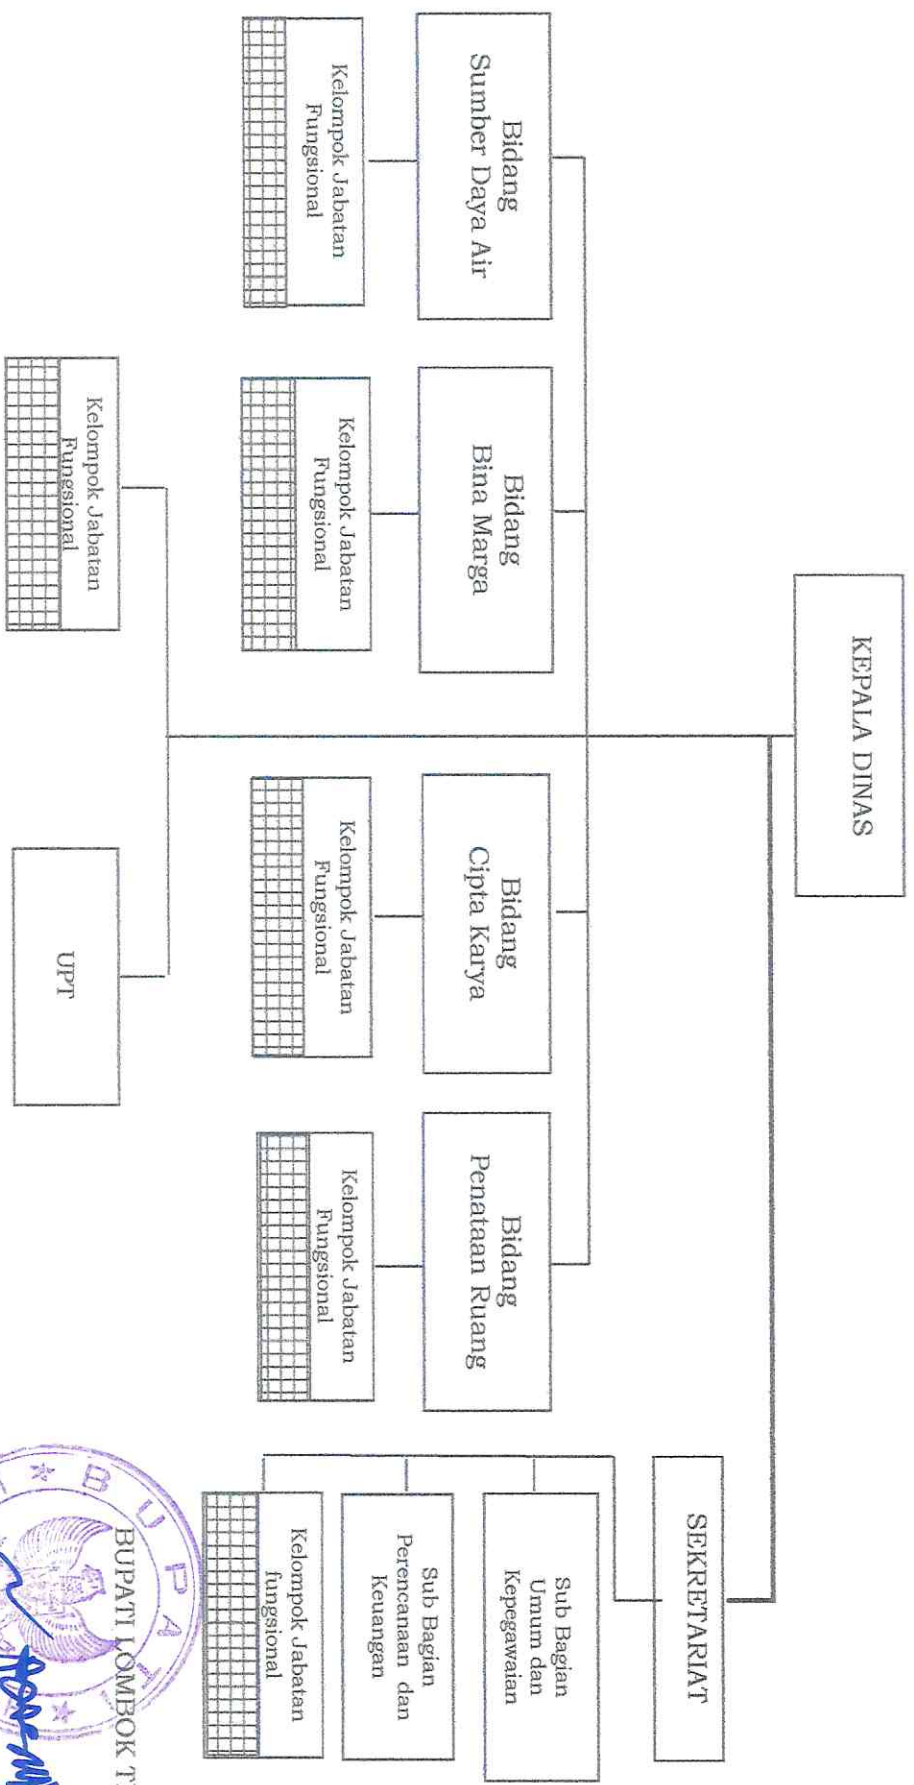 KEPALA DINAS
SEKRETARIAT
Sub Bagian
Umum dan
Kepegawaian
Sub Bagian
Perencanaan dan
Keuangan
Kelompok Jabatan
fungsional
Bidang
Sumber Daya Air
Bidang
Bina Marga
Bidang
Cipta Karya
Bidang
Penataan Ruang
Kelompok Jabatan
Fungsional
Kelompok Jabatan
Fungsional
Kelompok Jabatan
Fungsional
Kelompok Jabatan
Fungsional
Kelompok Jabatan
Fungsional
UPT
BUPATI LOMBOK
BUPATI